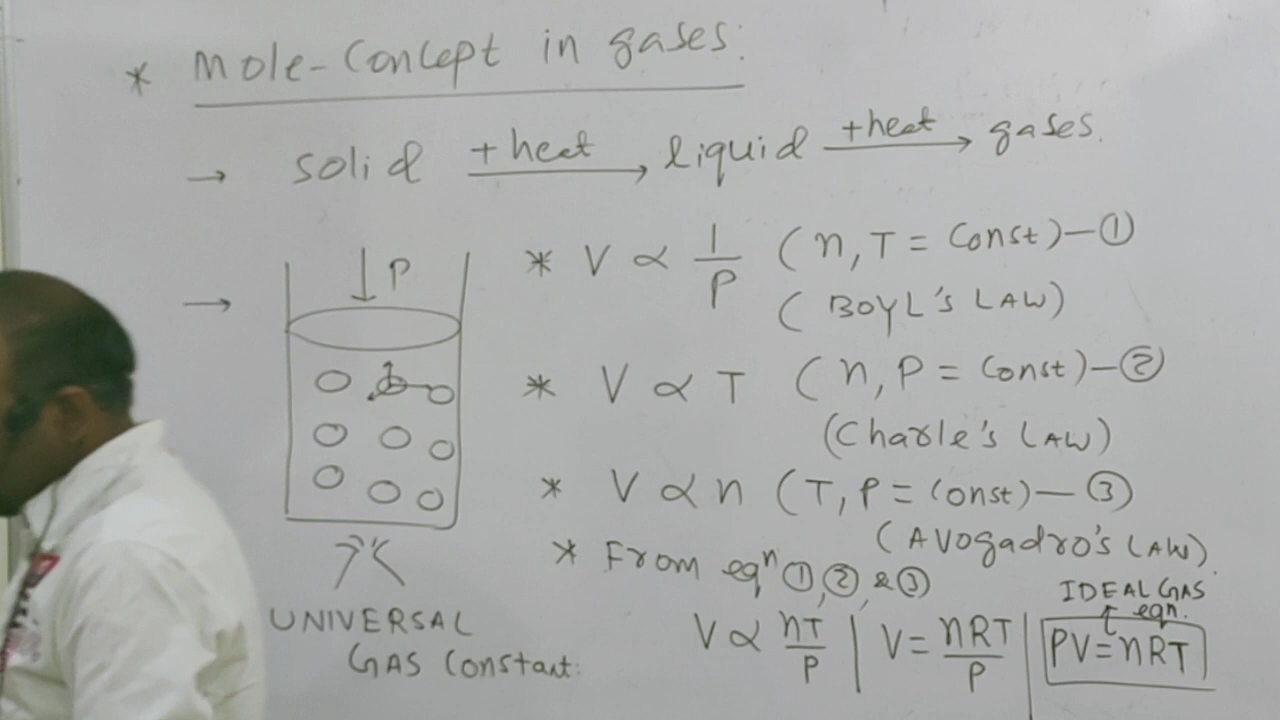 * Mole-Concept in gases:
→ solid +heat→ liquid +heat→ gases.
→ ↓P
* V ∝ 1/P (n, T = Const)—①
(BOYL'S LAW)
* V ∝ T (n, P = Const)—②
(Charle's LAW)
* V ∝ n (T, P = Const)—③
(AVOgadro's LAW)
* From eqⁿ ①, ②, & ③
V ∝ nT/P | V = nRT/P | PV = nRT
IDEAL GAS
eqn.
UNIVERSAL
GAS Constant: